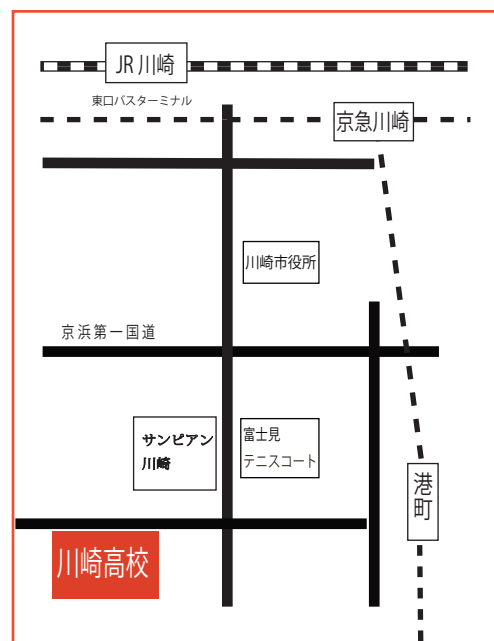 JR川崎
東口バスターミナル
京急川崎
川崎市役所
京浜第一国道
サンピアン
川崎
富士見
テニスコート
港町
川崎高校